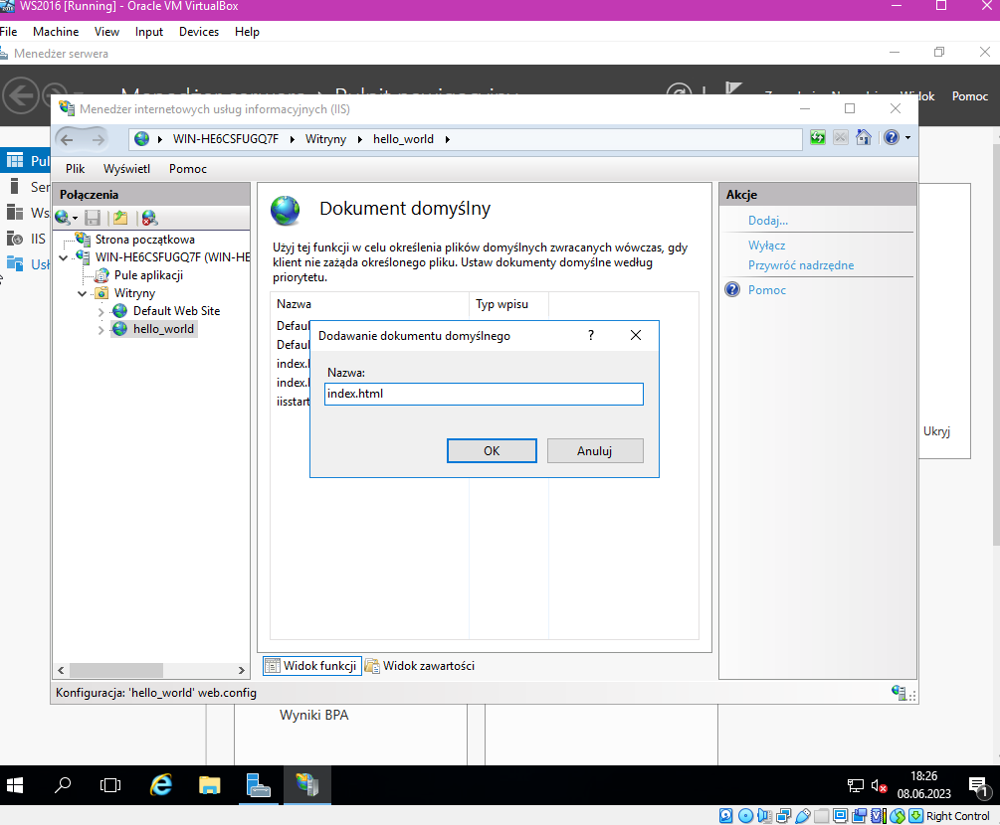 WS2016 [Running] - Oracle VM VirtualBox
File Machine View Input Devices Help
Menedżer serwera
Widok Pomoc
Menedżer internetowych usług informacyjnych (IIS)
WIN-HE6CSFUGQ7F Witryny hello_world
Plik Wyświetl Pomoc
Połączenia
Strona początkowa
WIN-HE6CSFUGQ7F (WIN-HE
Pule aplikacji
Witryny
Default Web Site
hello_world
Dokument domyślny
Użyj tej funkcji w celu określenia plików domyślnych zwracanych wówczas, gdy
klient nie zażąda określonego pliku. Ustaw dokumenty domyślne według
priorytetu.
Nazwa Typ wpisu
Defaul
Defaul
index.
index.
iisstart
Dodawanie dokumentu domyślnego
?
Nazwa:
index.html
OK Anuluj
Akcje
Dodaj...
Wyłącz
Przywróć nadrzędne
Pomoc
Pul
Ser
Ws
IIS
Usł
Ukryj
Widok funkcji Widok zawartości
Konfiguracja: 'hello_world' web.config
Wyniki BPA
18:26
08.06.2023
1
Right Control